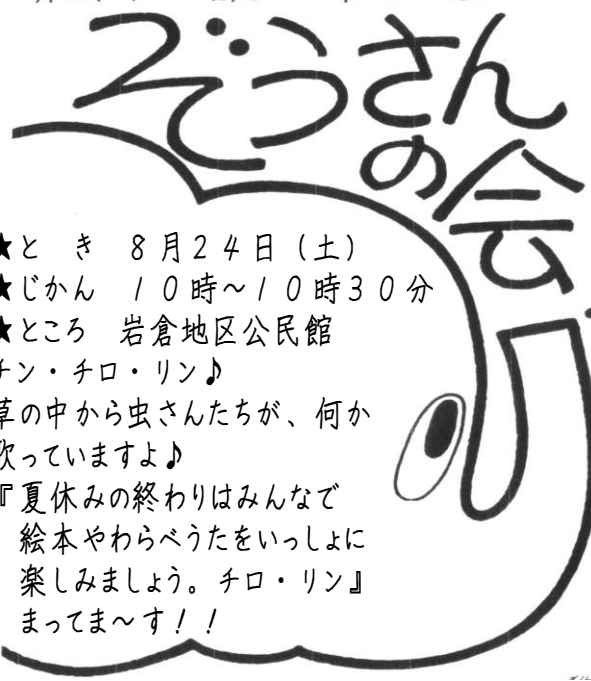 ぞうさん
の会
★と き 8月24日(土)
★じかん 10時～10時30分
★ところ 岩倉地区公民館
チン・チロ・リン♪
草の中から虫さんたちが、何か
歌っていますよ♪
『夏休みの終わりはみんなで
絵本やわらべうたをいっしょに
楽しみましょう。チロ・リン』
まってま～す！！